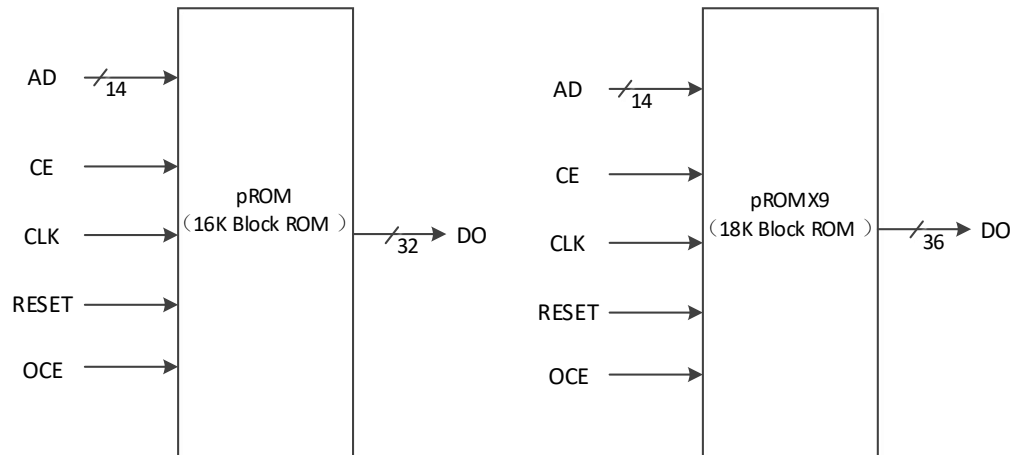 AD
14
CE
CLK
RESET
OCE
pROM
（16K Block ROM ）
32
DO
AD
14
CE
CLK
RESET
OCE
pROMX9
（18K Block ROM ）
36
DO